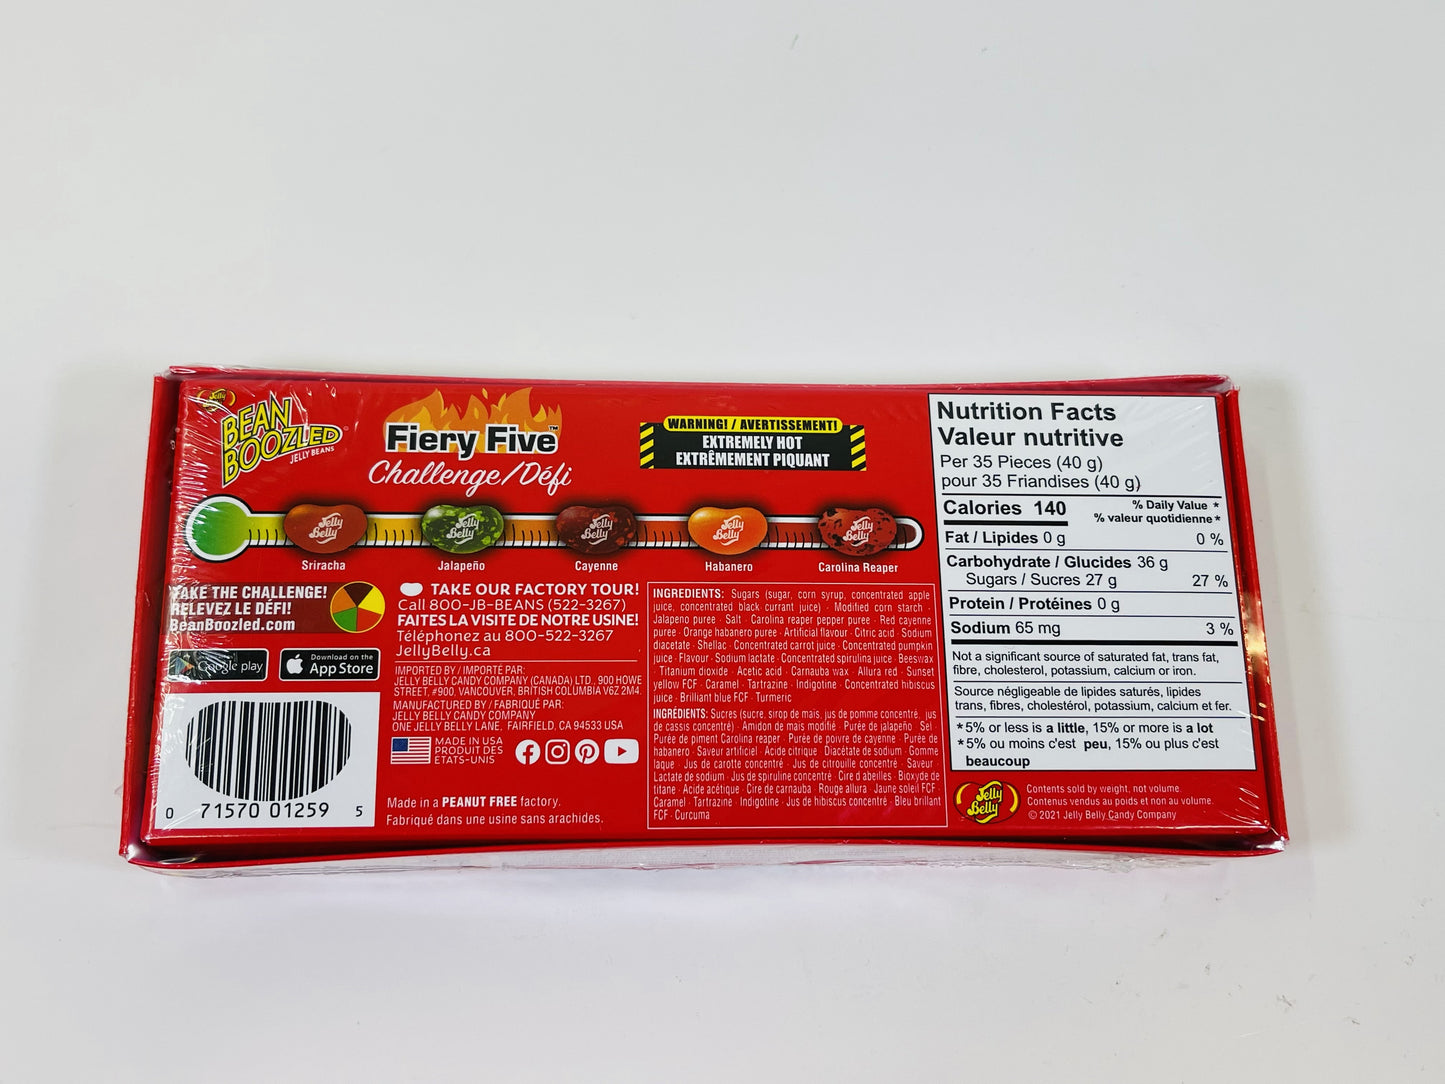 Jelly Belly
BEAN
BOOZLED®
JELLY BEANS
Fiery Five™
Challenge/Défi
WARNING! / AVERTISSEMENT!
EXTREMELY HOT
EXTRÊMEMENT PIQUANT
Jelly Belly
Jelly Belly
Jelly Belly
Jelly Belly
Jelly Belly
Sriracha
Jalapeño
Cayenne
Habanero
Carolina Reaper
TAKE THE CHALLENGE!
RELEVEZ LE DÉFI!
BeanBoozled.com
Google play
Download on the
App Store
0 71570 01259 5
TAKE OUR FACTORY TOUR!
Call 800-JB-BEANS (522-3267)
FAITES LA VISITE DE NOTRE USINE!
Téléphonez au 800-522-3267
JellyBelly.ca
IMPORTED BY / IMPORTÉ PAR:
JELLY BELLY CANDY COMPANY (CANADA) LTD., 900 HOWE
STREET, #900, VANCOUVER, BRITISH COLUMBIA V6Z 2M4.
MANUFACTURED BY / FABRIQUÉ PAR:
JELLY BELLY CANDY COMPANY
ONE JELLY BELLY LANE, FAIRFIELD, CA 94533 USA
MADE IN USA
PRODUIT DES
ÉTATS-UNIS
Made in a PEANUT FREE factory.
Fabriqué dans une usine sans arachides.
INGREDIENTS: Sugars (sugar, corn syrup, concentrated apple
juice, concentrated black currant juice) · Modified corn starch ·
Jalapeno puree · Salt · Carolina reaper pepper puree · Red cayenne
puree · Orange habanero puree · Artificial flavour · Citric acid · Sodium
diacetate · Shellac · Concentrated carrot juice · Concentrated pumpkin
juice · Flavour · Sodium lactate · Concentrated spirulina juice · Beeswax
· Titanium dioxide · Acetic acid · Carnauba wax · Allura red · Sunset
yellow FCF · Caramel · Tartrazine · Indigotine · Concentrated hibiscus
juice · Brilliant blue FCF · Turmeric
INGRÉDIENTS: Sucres (sucre, sirop de maïs, jus de pomme concentré, jus
de cassis concentré) · Amidon de maïs modifié · Purée de jalapeño · Sel ·
Purée de piment Carolina reaper · Purée de poivre de cayenne · Purée de
habanero · Saveur artificiel · Acide citrique · Diacétate de sodium · Gomme
laque · Jus de carotte concentré · Jus de citrouille concentré · Saveur ·
Lactate de sodium · Jus de spiruline concentré · Cire d'abeilles · Bioxyde de
titane · Acide acétique · Cire de carnauba · Rouge allura · Jaune soleil FCF ·
Caramel · Tartrazine · Indigotine · Jus de hibiscus concentré · Bleu brillant
FCF · Curcuma
Nutrition Facts
Valeur nutritive
Per 35 Pieces (40 g)
pour 35 Friandises (40 g)
Calories 140
% Daily Value *
% valeur quotidienne *
Fat / Lipides 0 g 0 %
Carbohydrate / Glucides 36 g
Sugars / Sucres 27 g 27 %
Protein / Protéines 0 g
Sodium 65 mg 3 %
Not a significant source of saturated fat, trans fat,
fibre, cholesterol, potassium, calcium or iron.
Source négligeable de lipides saturés, lipides
trans, fibres, cholestérol, potassium, calcium et fer.
*5% or less is a little, 15% or more is a lot
*5% ou moins c'est peu, 15% ou plus c'est
beaucoup
Jelly Belly
Contents sold by weight, not volume.
Contenus vendus au poids et non au volume.
© 2021 Jelly Belly Candy Company